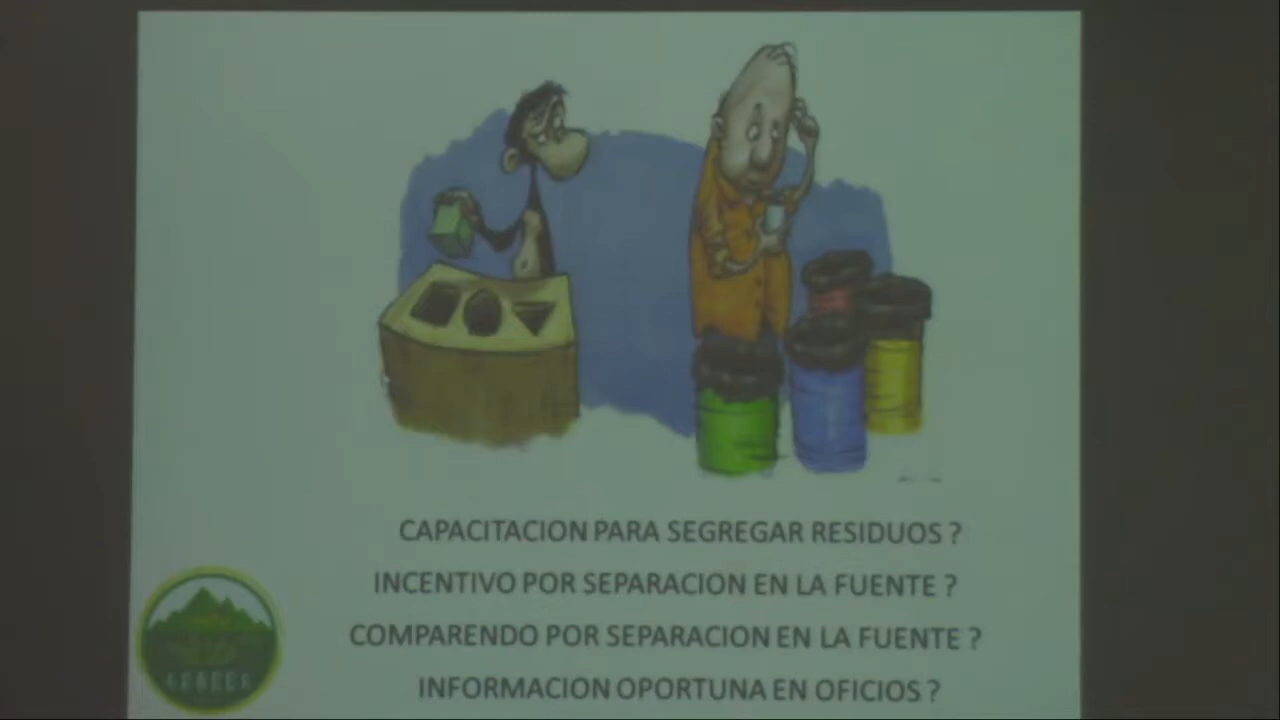 CAPACITACION PARA SEGREGAR RESIDUOS ?
INCENTIVO POR SEPARACION EN LA FUENTE ?
COMPARENDO POR SEPARACION EN LA FUENTE ?
INFORMACION OPORTUNA EN OFICIOS ?